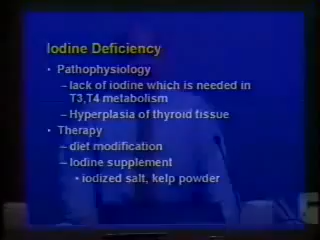 Iodine Deficiency
• Pathophysiology
– lack of iodine which is needed in
T3,T4 metabolism
– Hyperplasia of thyroid tissue
• Therapy
– diet modification
– Iodine supplement
• iodized salt, kelp powder